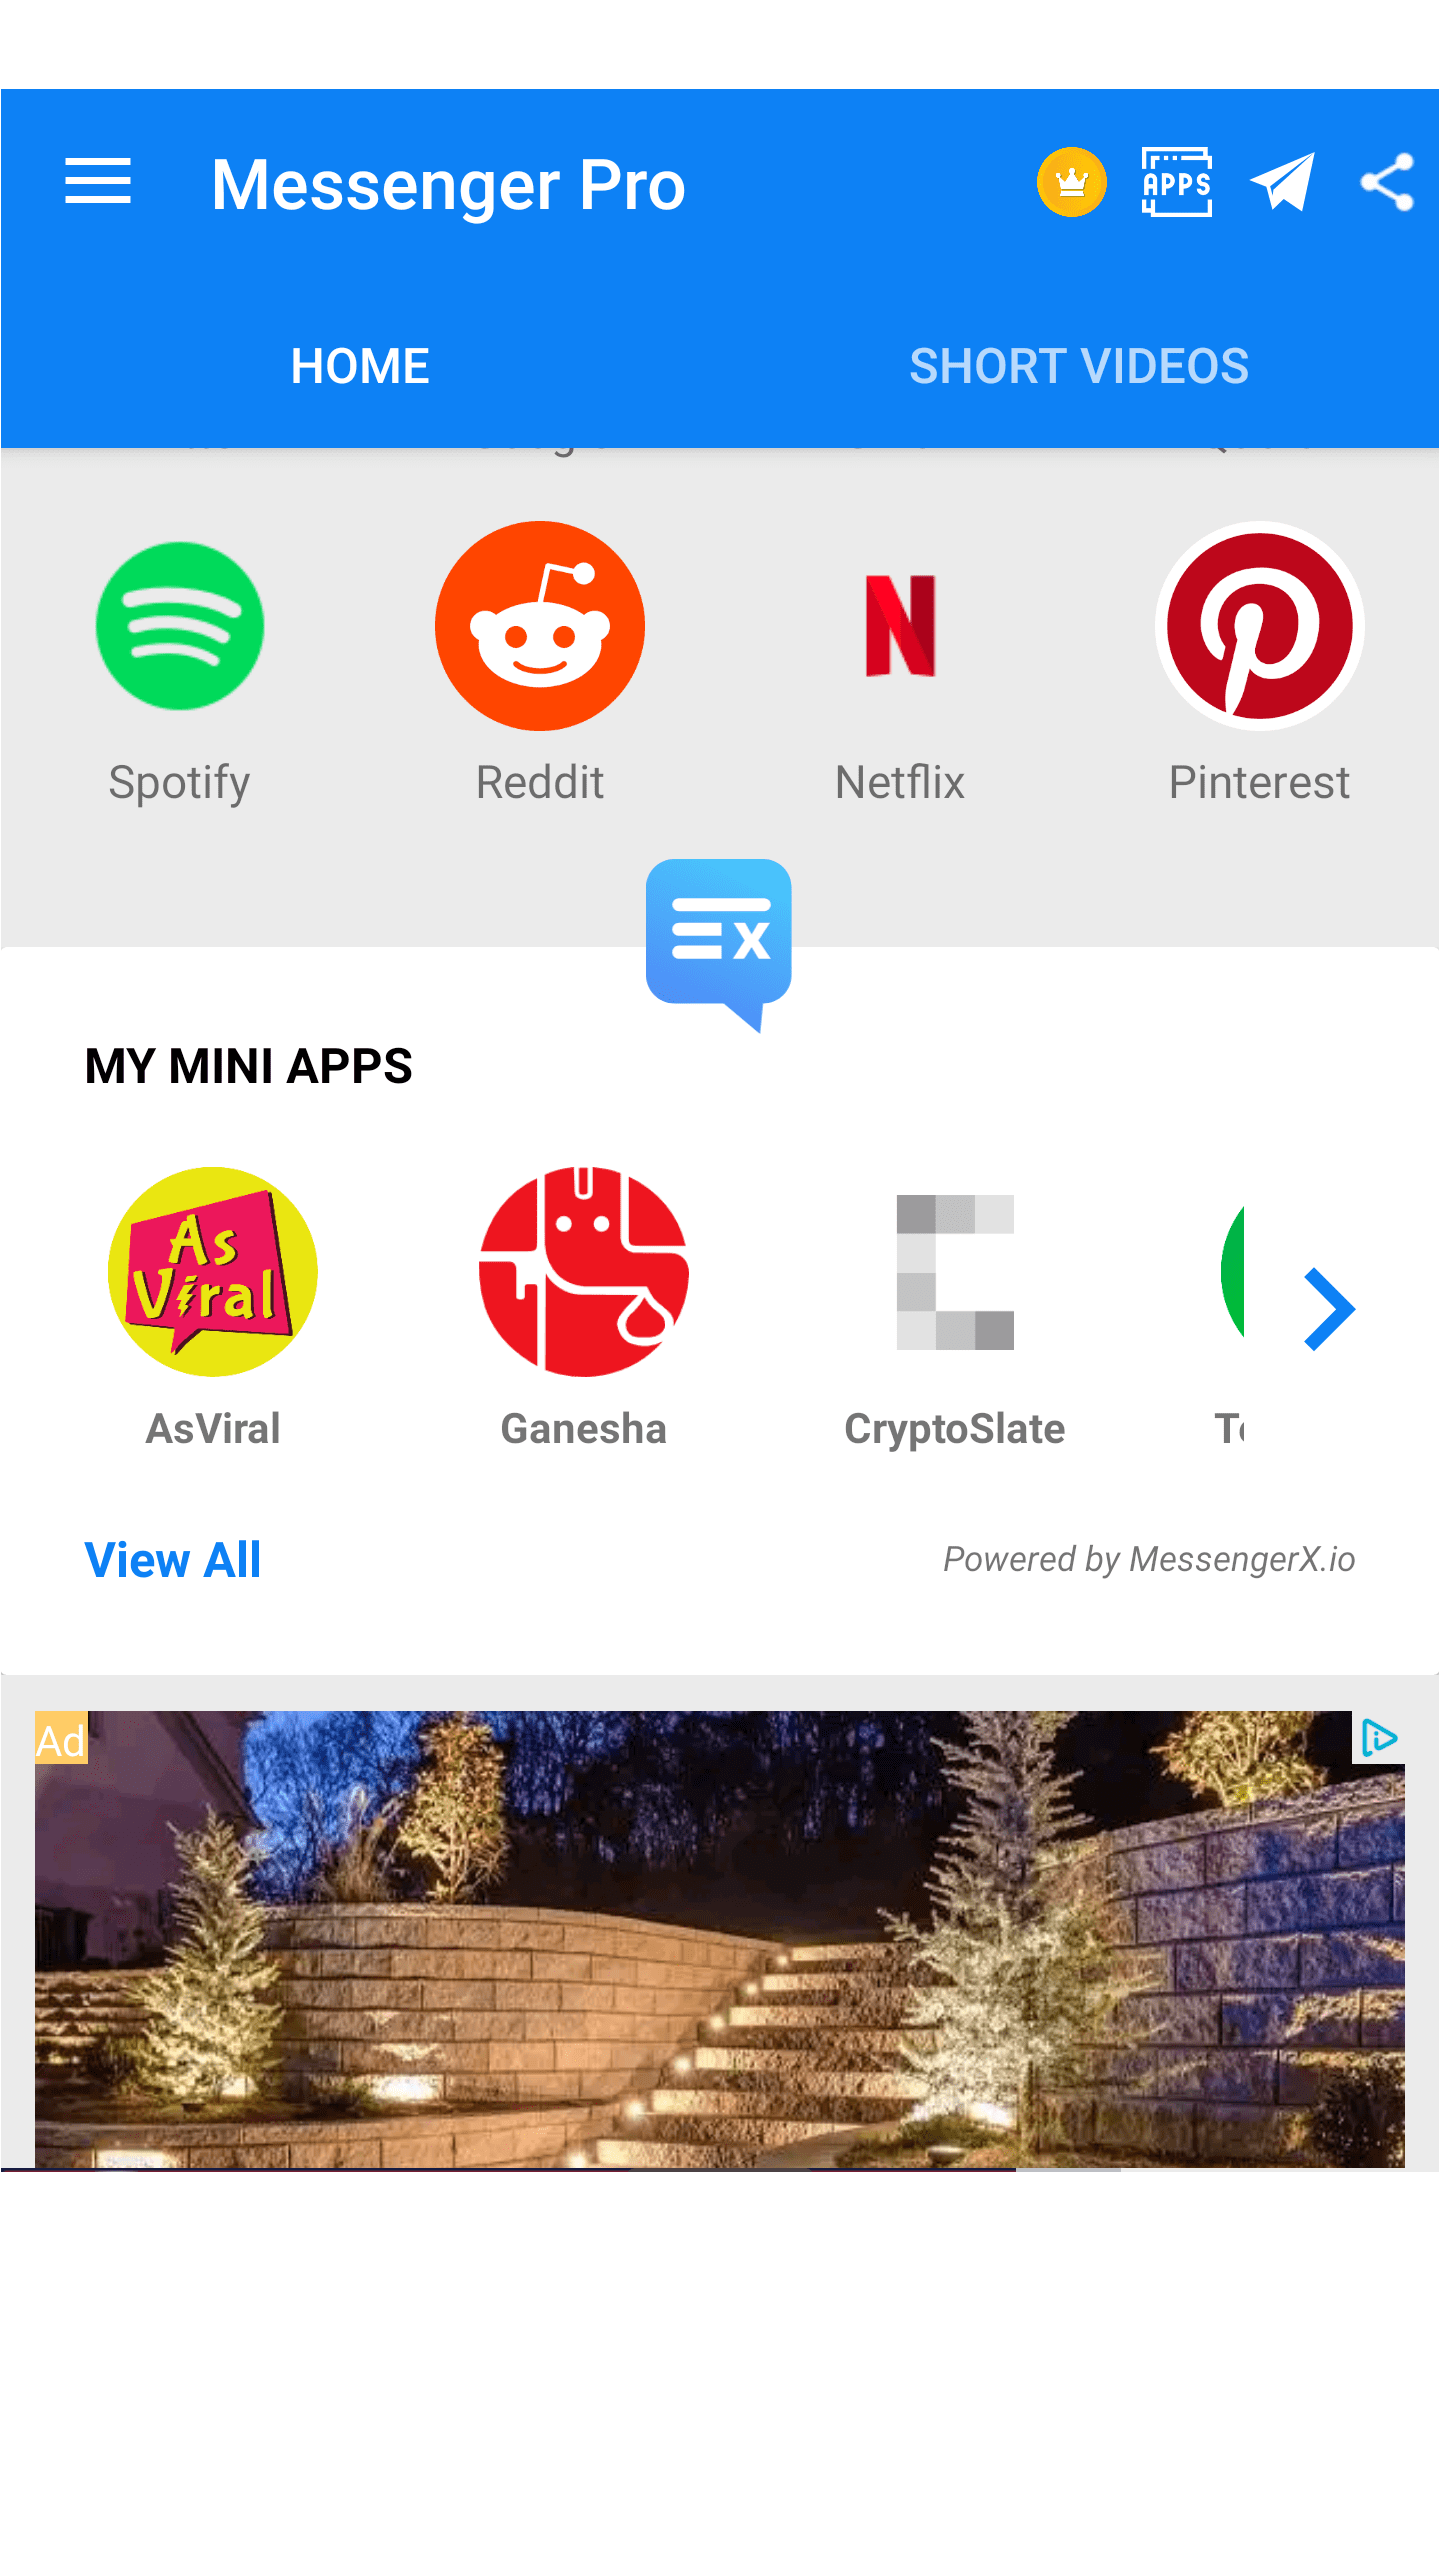 Messenger Pro
APPS
HOME
SHORT VIDEOS
Spotify
Reddit
Netflix
Pinterest
X
MY MINI APPS
As
Viral
AsViral
Ganesha
CryptoSlate
View All
Powered by MessengerX.io
Ad